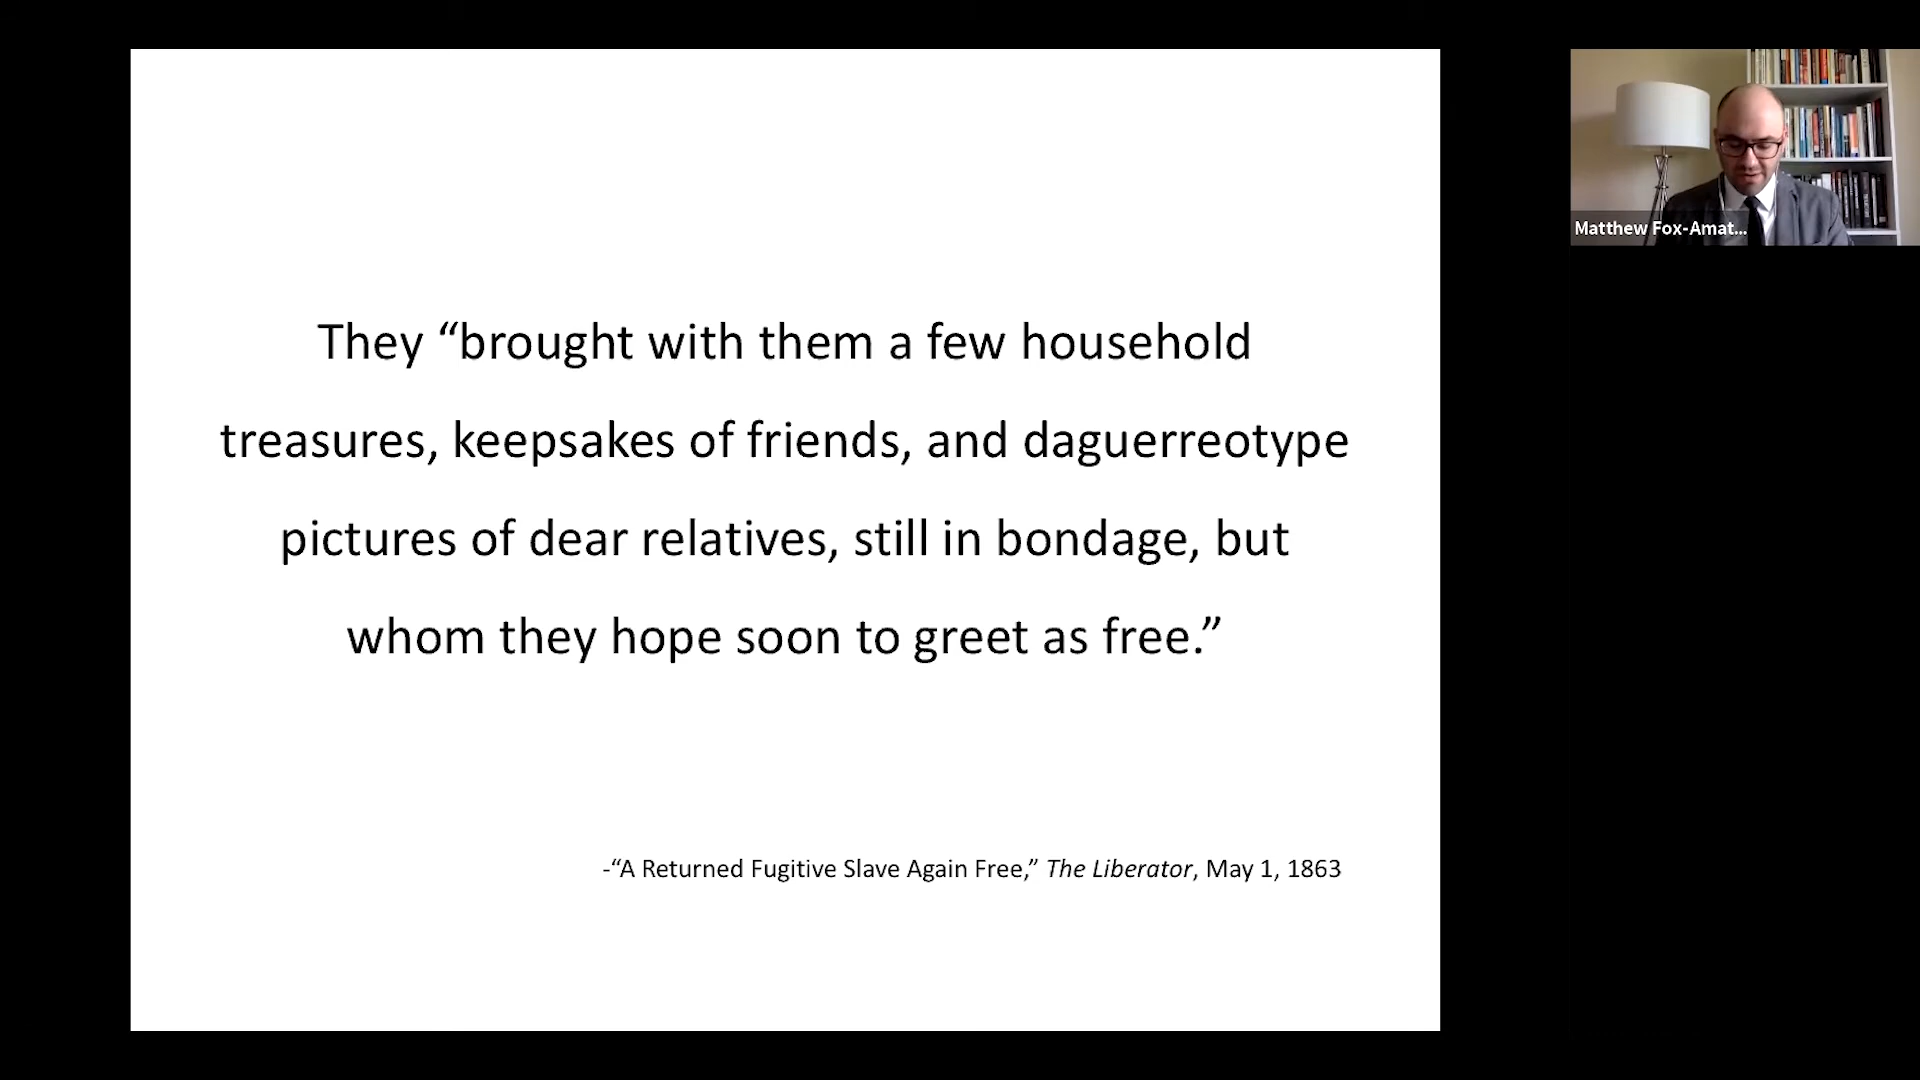 They “brought with them a few household
treasures, keepsakes of friends, and daguerreotype
pictures of dear relatives, still in bondage, but
whom they hope soon to greet as free.”
-“A Returned Fugitive Slave Again Free,” The Liberator, May 1, 1863
Matthew Fox-Amat...